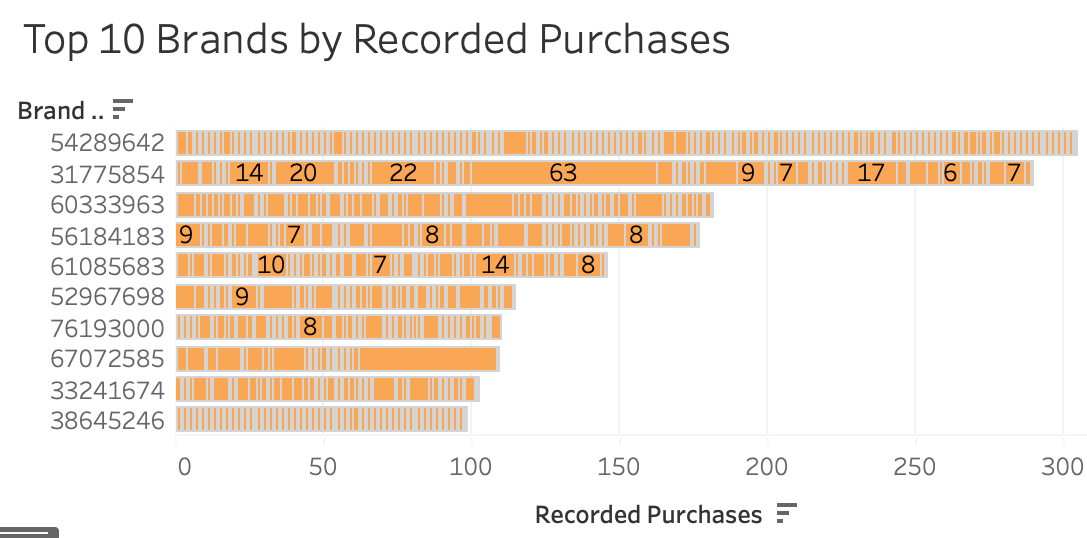 Top 10 Brands by Recorded Purchases
Brand ..
54289642
31775854 14 20 22 63 9 7 17 6 7
60333963
56184183 9 7 8 8
61085683 10 7 14 8
52967698 9
76193000 8
67072585
33241674
38645246
0 50 100 150 200 250 300
Recorded Purchases